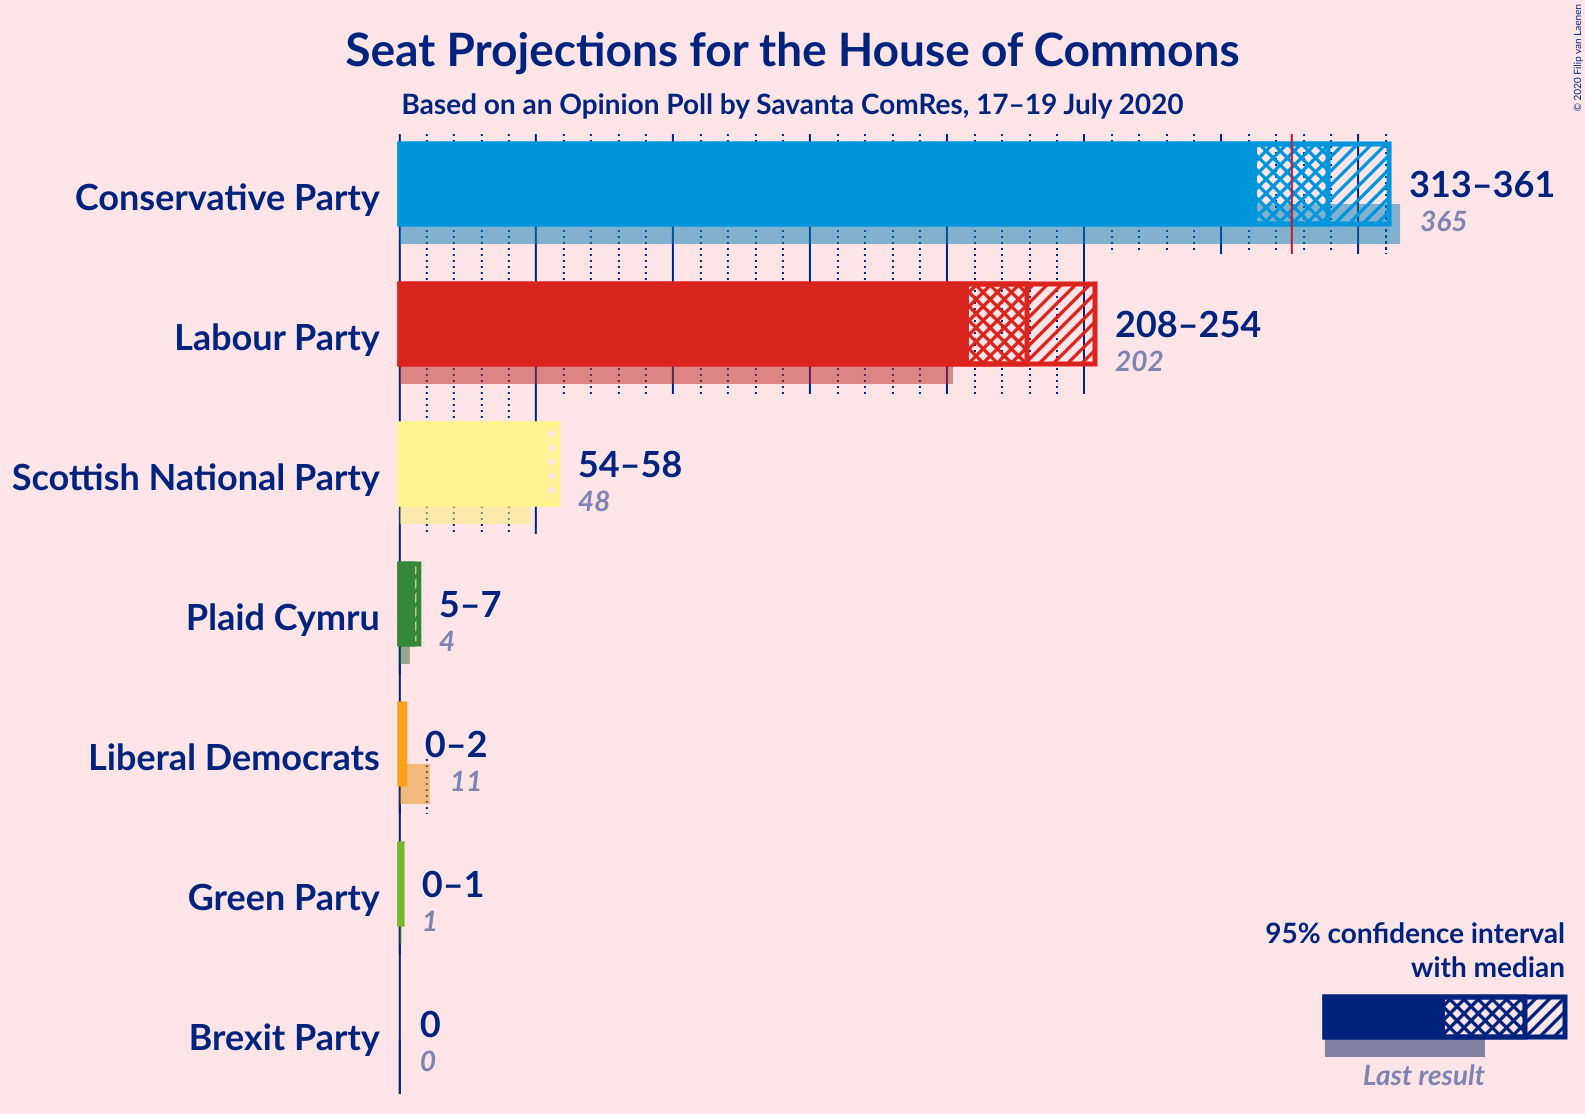 Seat Projections for the House of Commons
Based on an Opinion Poll by Savanta ComRes, 17–19 July 2020
© 2020 Filip van Laenen
Conservative Party
313–361
365
Labour Party
208–254
202
Scottish National Party
54–58
48
Plaid Cymru
5–7
4
Liberal Democrats
0–2
11
Green Party
0–1
1
Brexit Party
0
0
95% confidence interval
with median
Last result